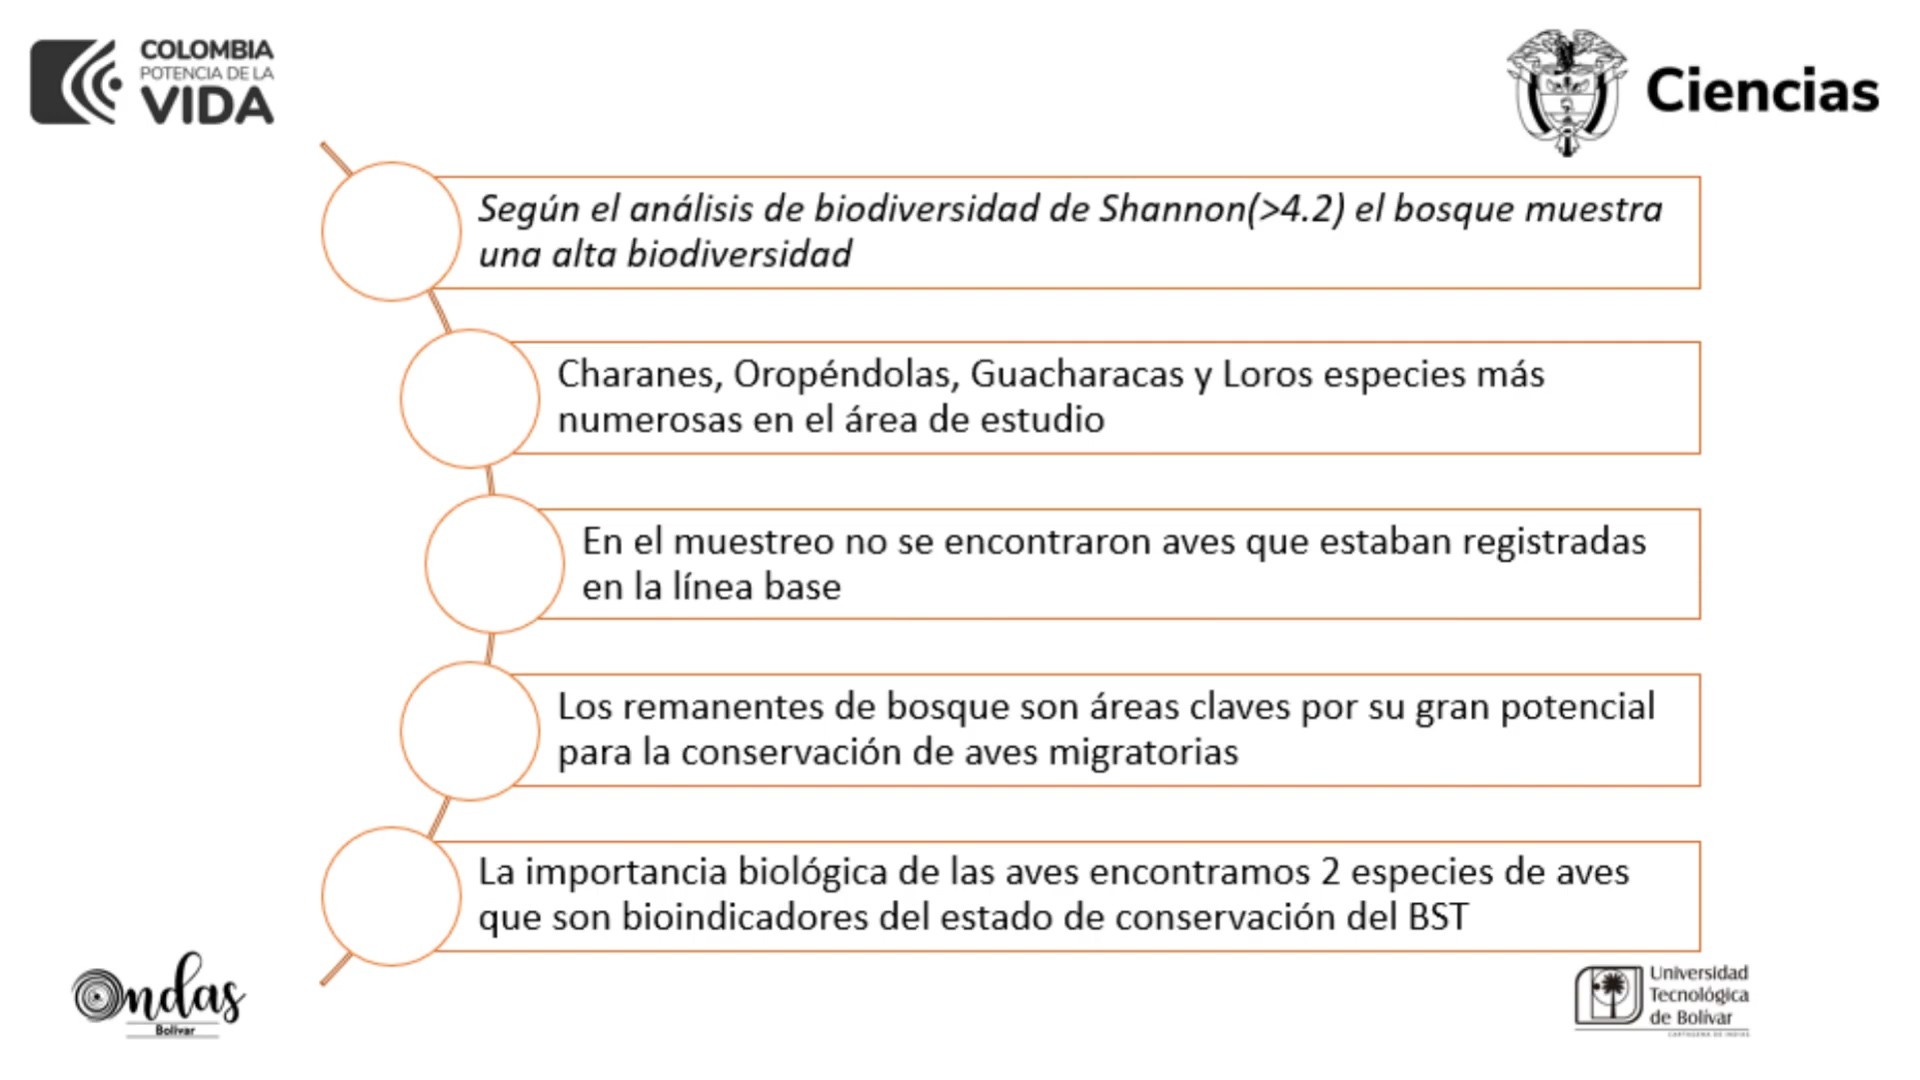 COLOMBIA
POTENCIA DE LA
VIDA
Ciencias
Según el análisis de biodiversidad de Shannon(>4.2) el bosque muestra
una alta biodiversidad
Charanes, Oropéndolas, Guacharacas y Loros especies más
numerosas en el área de estudio
En el muestreo no se encontraron aves que estaban registradas
en la línea base
Los remanentes de bosque son áreas claves por su gran potencial
para la conservación de aves migratorias
La importancia biológica de las aves encontramos 2 especies de aves
que son bioindicadores del estado de conservación del BST
Ondas
Bolívar
Universidad
Tecnológica
de Bolívar
CARTAGENA DE INDIAS